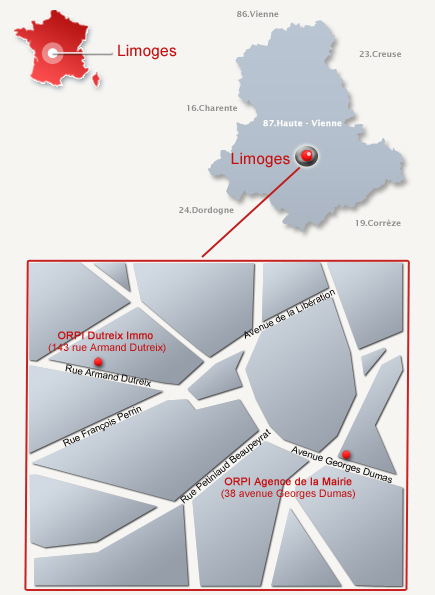 86.Vienne
Limoges
23.Creuse
16.Charente
87.Haute - Vienne
Limoges
24.Dordogne
19.Corrèze
Avenue de la Libération
ORPI Dutreix Immo
(143 rue Armand Dutreix)
Rue Armand Dutreix
Rue François Perrin
Rue Petiniaud Beaupeyrat
Avenue Georges Dumas
ORPI Agence de la Mairie
(38 avenue Georges Dumas)